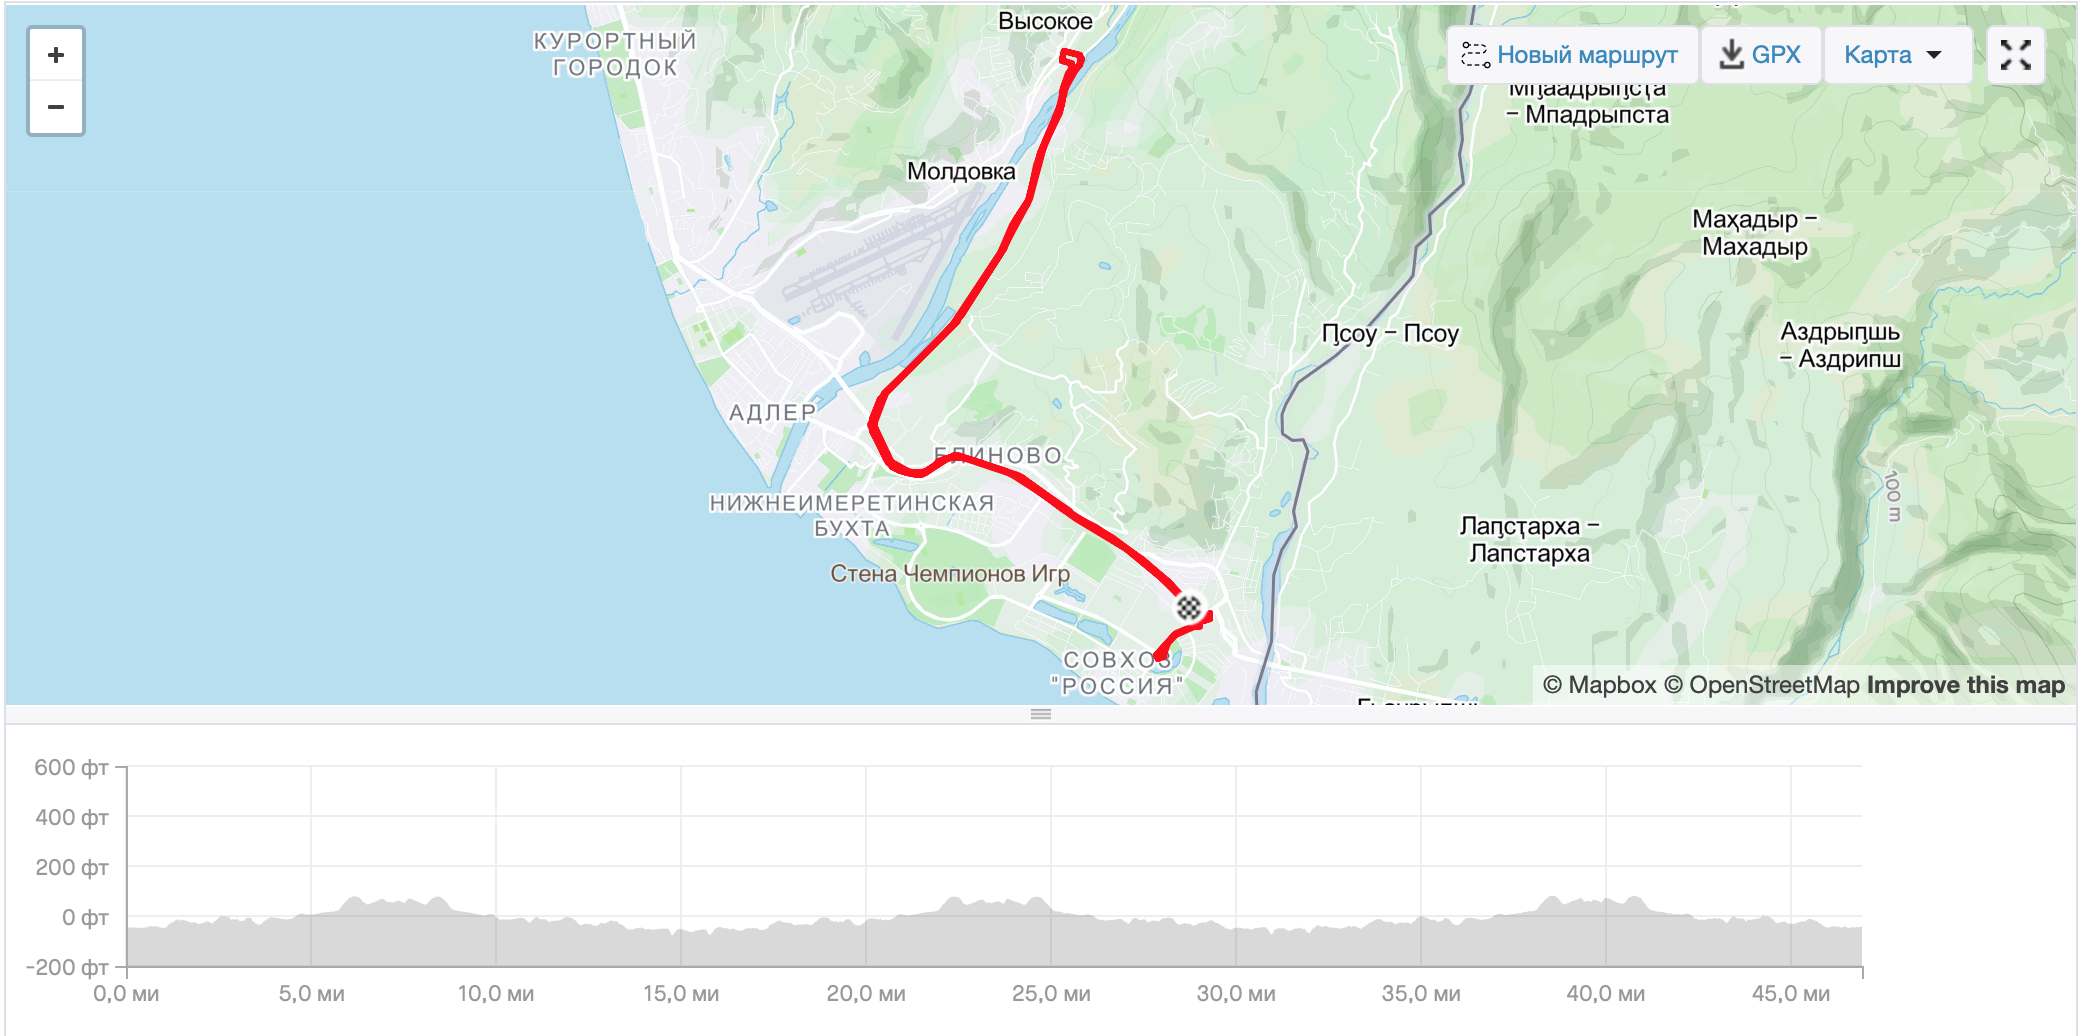 Высокое
КУРОРТНЫЙ
ГОРОДОК
+
−
Новый маршрут
GPX
Карта
Мҧаадрыҧсҭа
– Мпадрыпста
Молдовка
Маҳадыр –
Махадыр
Ҧсоу – Псоу
Аздрыҧшь
– Аздрипш
АДЛЕР
БЛИНОВО
100 m
НИЖНЕИМЕРЕТИНСКАЯ
БУХТА
Лаҧсҭарха –
Лапстарха
Стена Чемпионов Игр
СОВХОЗ
"РОССИЯ"
© Mapbox © OpenStreetMap Improve this map
600 фт
400 фт
200 фт
0 фт
-200 фт
0,0 ми 5,0 ми 10,0 ми 15,0 ми 20,0 ми 25,0 ми 30,0 ми 35,0 ми 40,0 ми 45,0 ми